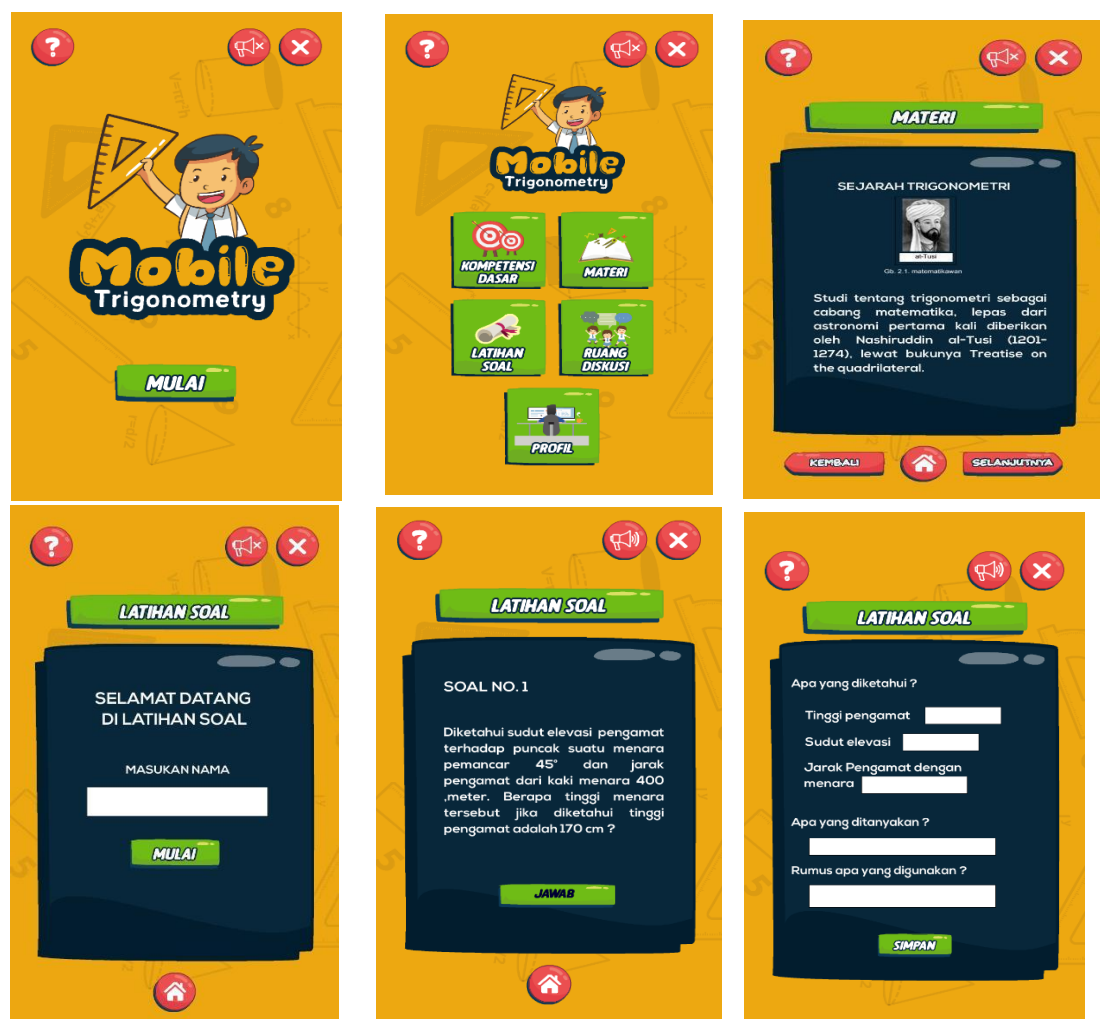 ?
Mobile
Trigonometry
MULAI
?
Mobile
Trigonometry
KOMPETENSI
DASAR
MATERI
LATIHAN
SOAL
RUANG
DISKUSI
PROFIL
?
MATERI
SEJARAH TRIGONOMETRI
al-Tusi
Gb. 2.1. matematikawan
Studi tentang trigonometri sebagai
cabang matematika, lepas dari
astronomi pertama kali diberikan
oleh Nashiruddin al-Tusi (1201-
1274), lewat bukunya Treatise on
the quadrilateral.
KEMBALI
SELANJUTNYA
?
LATIHAN SOAL
SELAMAT DATANG
DI LATIHAN SOAL
MASUKAN NAMA
MULAI
?
LATIHAN SOAL
SOAL NO. 1
Diketahui sudut elevasi pengamat
terhadap puncak suatu menara
pemancar 45° dan jarak
pengamat dari kaki menara 400
,meter. Berapa tinggi menara
tersebut jika diketahui tinggi
pengamat adalah 170 cm ?
JAWAB
?
LATIHAN SOAL
Apa yang diketahui ?
Tinggi pengamat
Sudut elevasi
Jarak Pengamat dengan
menara
Apa yang ditanyakan ?
Rumus apa yang digunakan ?
SIMPAN